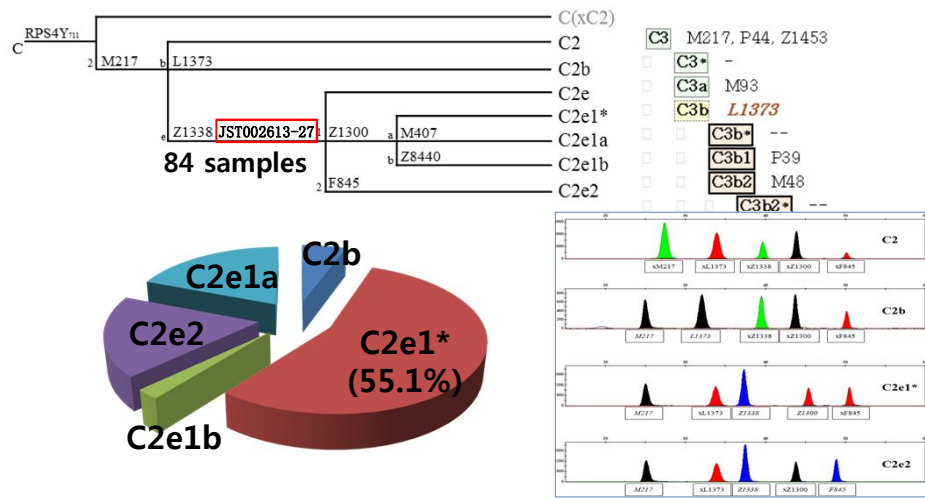 C
RPS4Y711
2
M217
b
L1373
e
Z1338
JST002613-27
1
Z1300
a
M407
b
Z8440
2
F845
84 samples
C(xC2)
C2
C2b
C2e
C2e1*
C2e1a
C2e1b
C2e2
C3 M217, P44, Z1453
C3* -
C3a M93
C3b L1373
C3b* --
C3b1 P39
C3b2 M48
C3b2* --
C2b
C2e1a
C2e2
C2e1b
C2e1*
(55.1%)
C2
xM217 xL1373 xZ1338 xZ1300 xF845
C2b
M217 L1373 xZ1338 xZ1300 xF845
C2e1*
M217 xL1373 Z1338 Z1300 xF845
C2e2
M217 xL1373 Z1338 xZ1300 F845